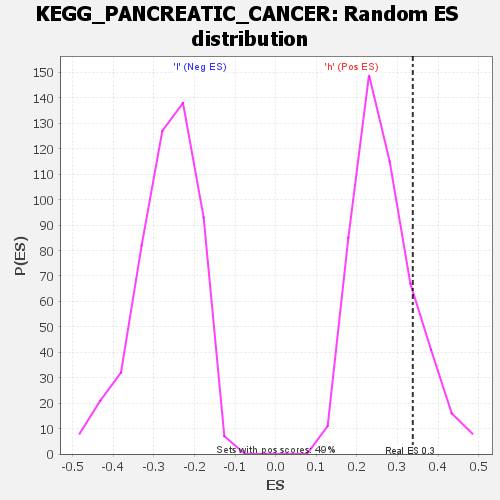 KEGG_PANCREATIC_CANCER: Random ES
distribution
'l' (Neg ES)
'h' (Pos ES)
150
140
130
120
110
100
90
80
70
60
50
40
30
20
10
0
P(ES)
Sets with pos scores: 49%
Real ES 0.3
-0.5 -0.4 -0.3 -0.2 -0.1 0.0 0.1 0.2 0.3 0.4 0.5
ES